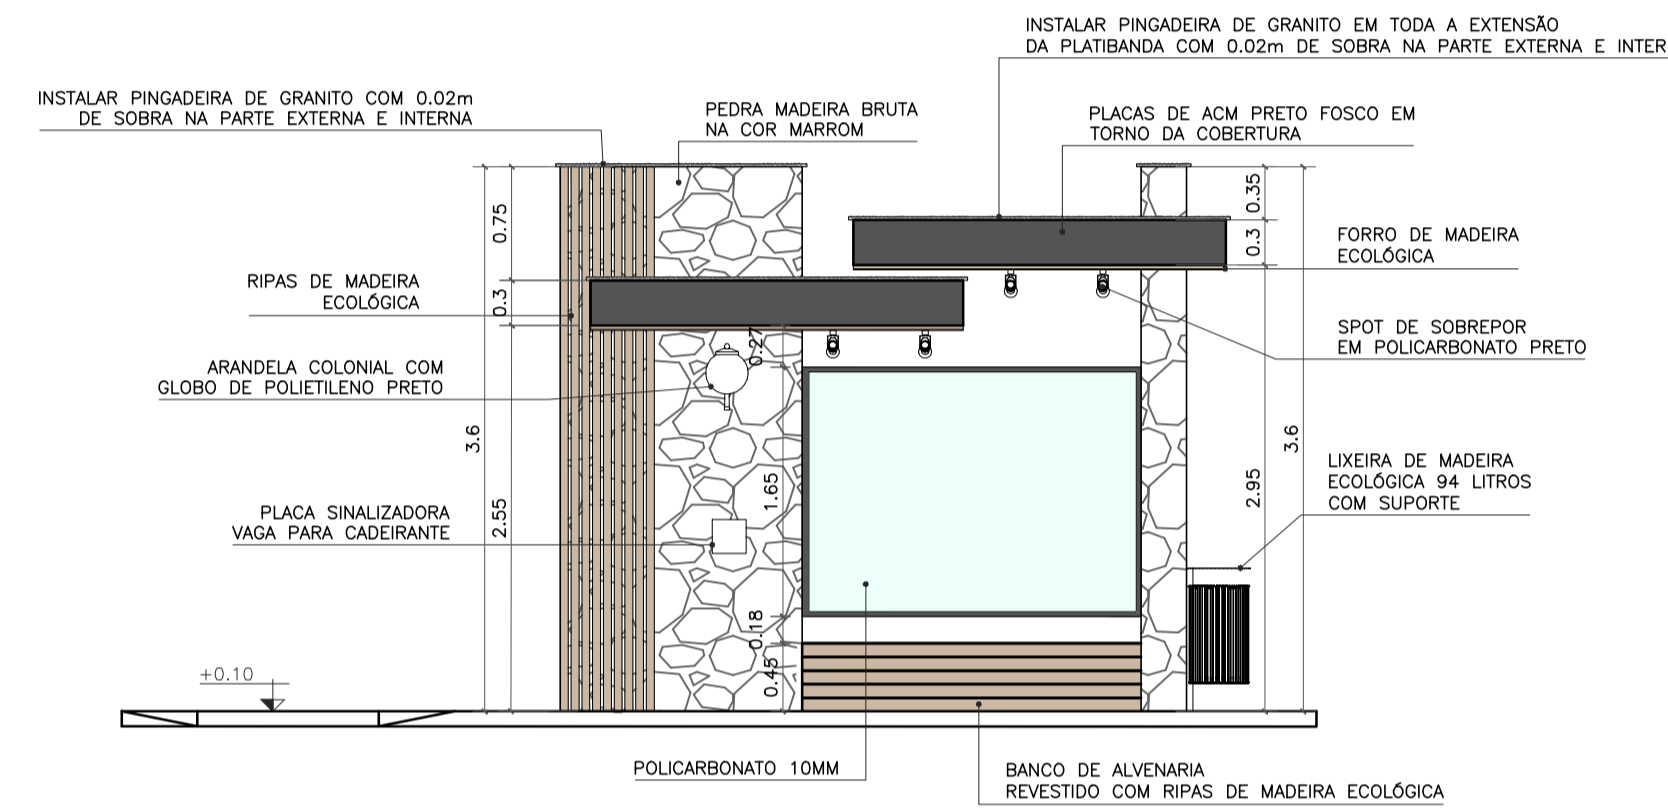 INSTALAR PINGADEIRA DE GRANITO EM TODA A EXTENSÃO
DA PLATIBANDA COM 0.02m DE SOBRA NA PARTE EXTERNA E INTER
INSTALAR PINGADEIRA DE GRANITO COM 0.02m
DE SOBRA NA PARTE EXTERNA E INTERNA
PEDRA MADEIRA BRUTA
NA COR MARROM
PLACAS DE ACM PRETO FOSCO EM
TORNO DA COBERTURA
0.75
0.35
0.3
FORRO DE MADEIRA
ECOLÓGICA
RIPAS DE MADEIRA
ECOLÓGICA
0.3
0.27
SPOT DE SOBREPOR
EM POLICARBONATO PRETO
ARANDELA COLONIAL COM
GLOBO DE POLIETILENO PRETO
3.6
2.55
1.65
2.95
3.6
LIXEIRA DE MADEIRA
ECOLÓGICA 94 LITROS
COM SUPORTE
PLACA SINALIZADORA
VAGA PARA CADEIRANTE
0.18
0.45
+0.10
POLICARBONATO 10MM
BANCO DE ALVENARIA
REVESTIDO COM RIPAS DE MADEIRA ECOLÓGICA